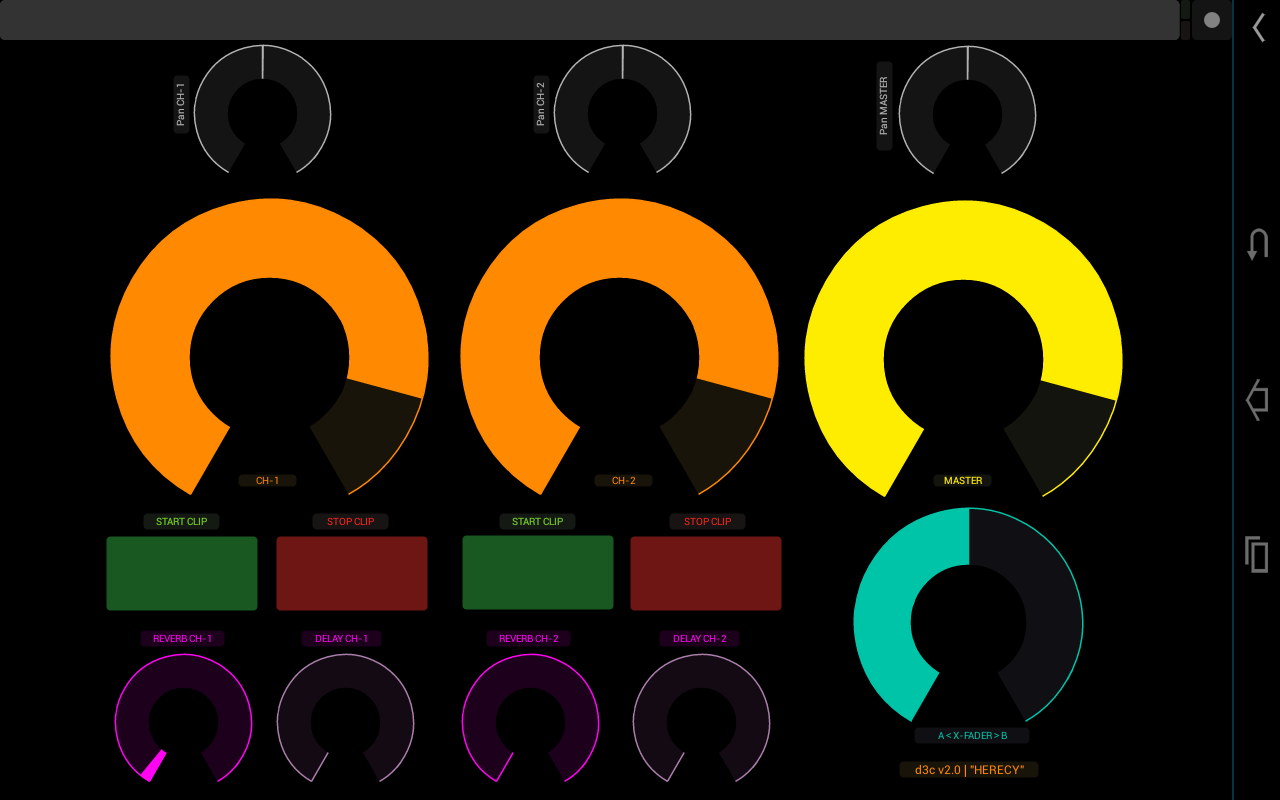 Pan CH-1
Pan CH-2
Pan MASTER
CH-1
CH-2
MASTER
START CLIP
STOP CLIP
START CLIP
STOP CLIP
REVERB CH-1
DELAY CH-1
REVERB CH-2
DELAY CH-2
A < X-FADER > B
d3c v2.0 | "HERECY"